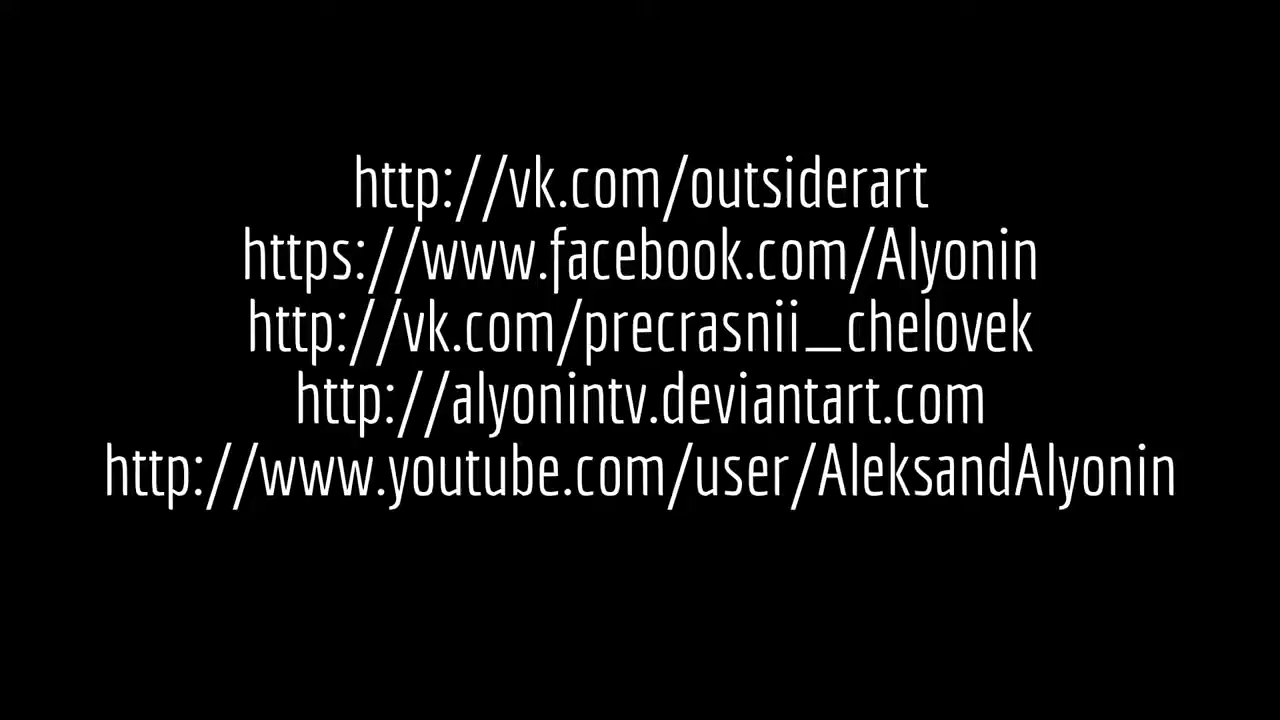 http://vk.com/outsiderart
https://www.facebook.com/Alyonin
http://vk.com/precrasnii_chelovek
http://alyonintv.deviantart.com
http://www.youtube.com/user/AleksandAlyonin